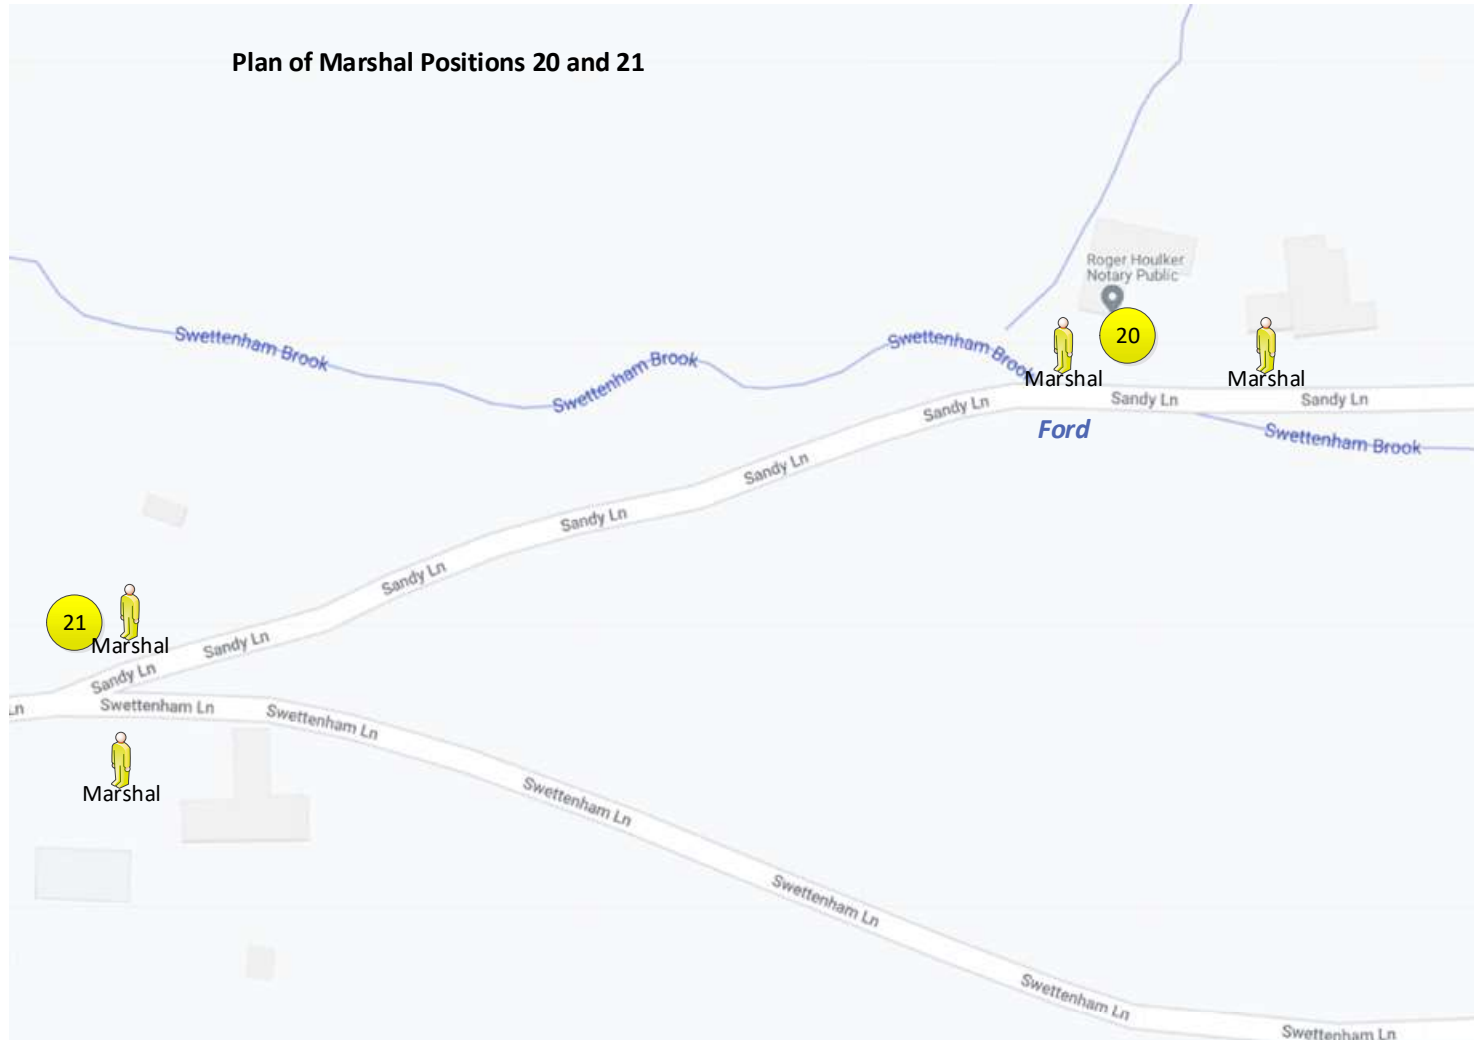 Plan of Marshal Positions 20 and 21
Roger Houlker
Notary Public
20
Swettenham Brook
Swettenham Brook
Swettenham Brook
Marshal
Marshal
Sandy Ln
Sandy Ln
Sandy Ln
Ford
Swettenham Brook
Sandy Ln
Sandy Ln
Sandy Ln
21
Marshal
Sandy Ln
Sandy Ln
Ln
Swettenham Ln
Swettenham Ln
Marshal
Swettenham Ln
Swettenham Ln
Swettenham Ln
Swettenham Ln